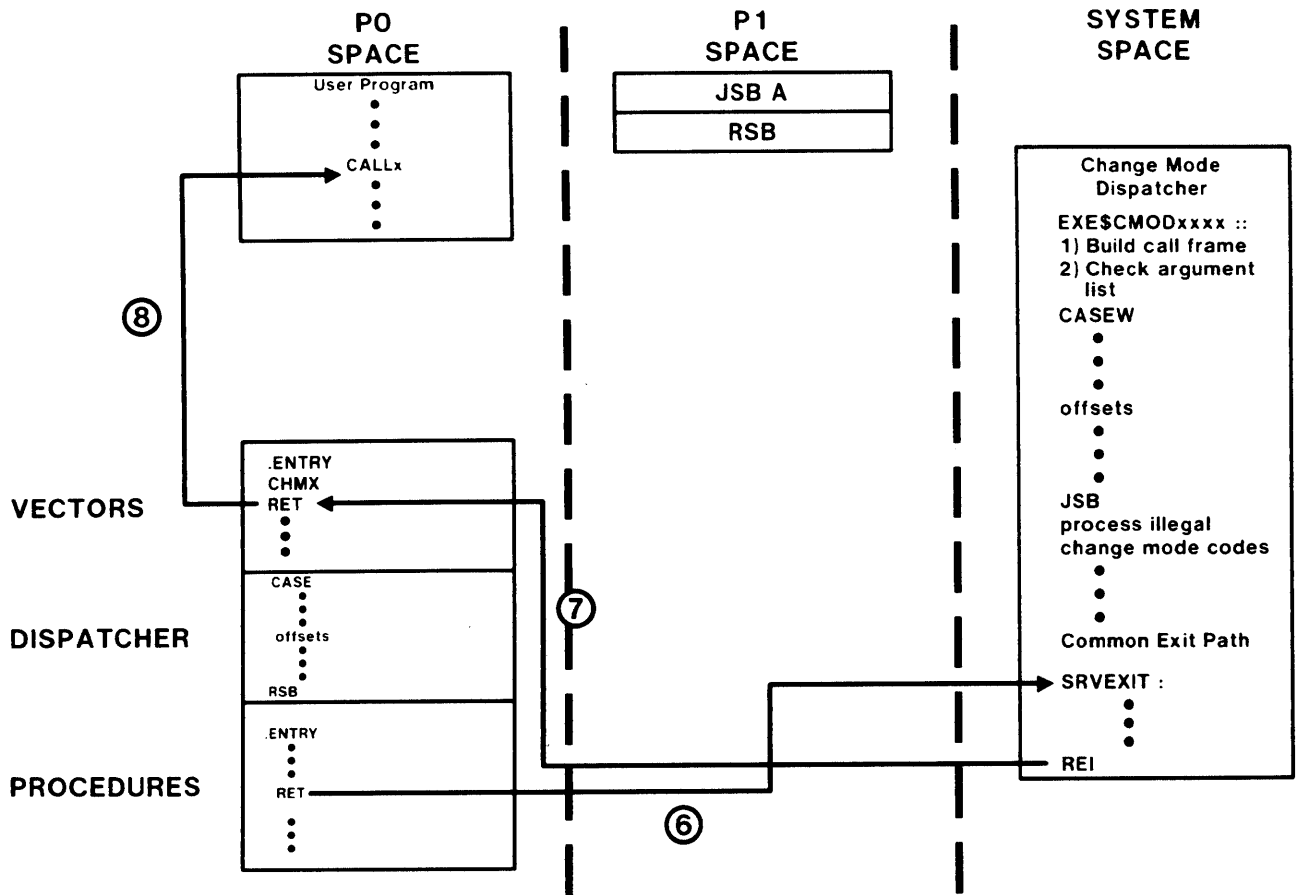 P0
SPACE
P1
SPACE
SYSTEM
SPACE
User Program
CALLx
JSB A
RSB
Change Mode
Dispatcher
EXE$CMODxxxx ::
1) Build call frame
2) Check argument
list
CASEW
offsets
JSB
process illegal
change mode codes
Common Exit Path
SRVEXIT :
REI
8
VECTORS
.ENTRY
CHMX
RET
7
DISPATCHER
CASE
offsets
RSB
PROCEDURES
.ENTRY
RET
6